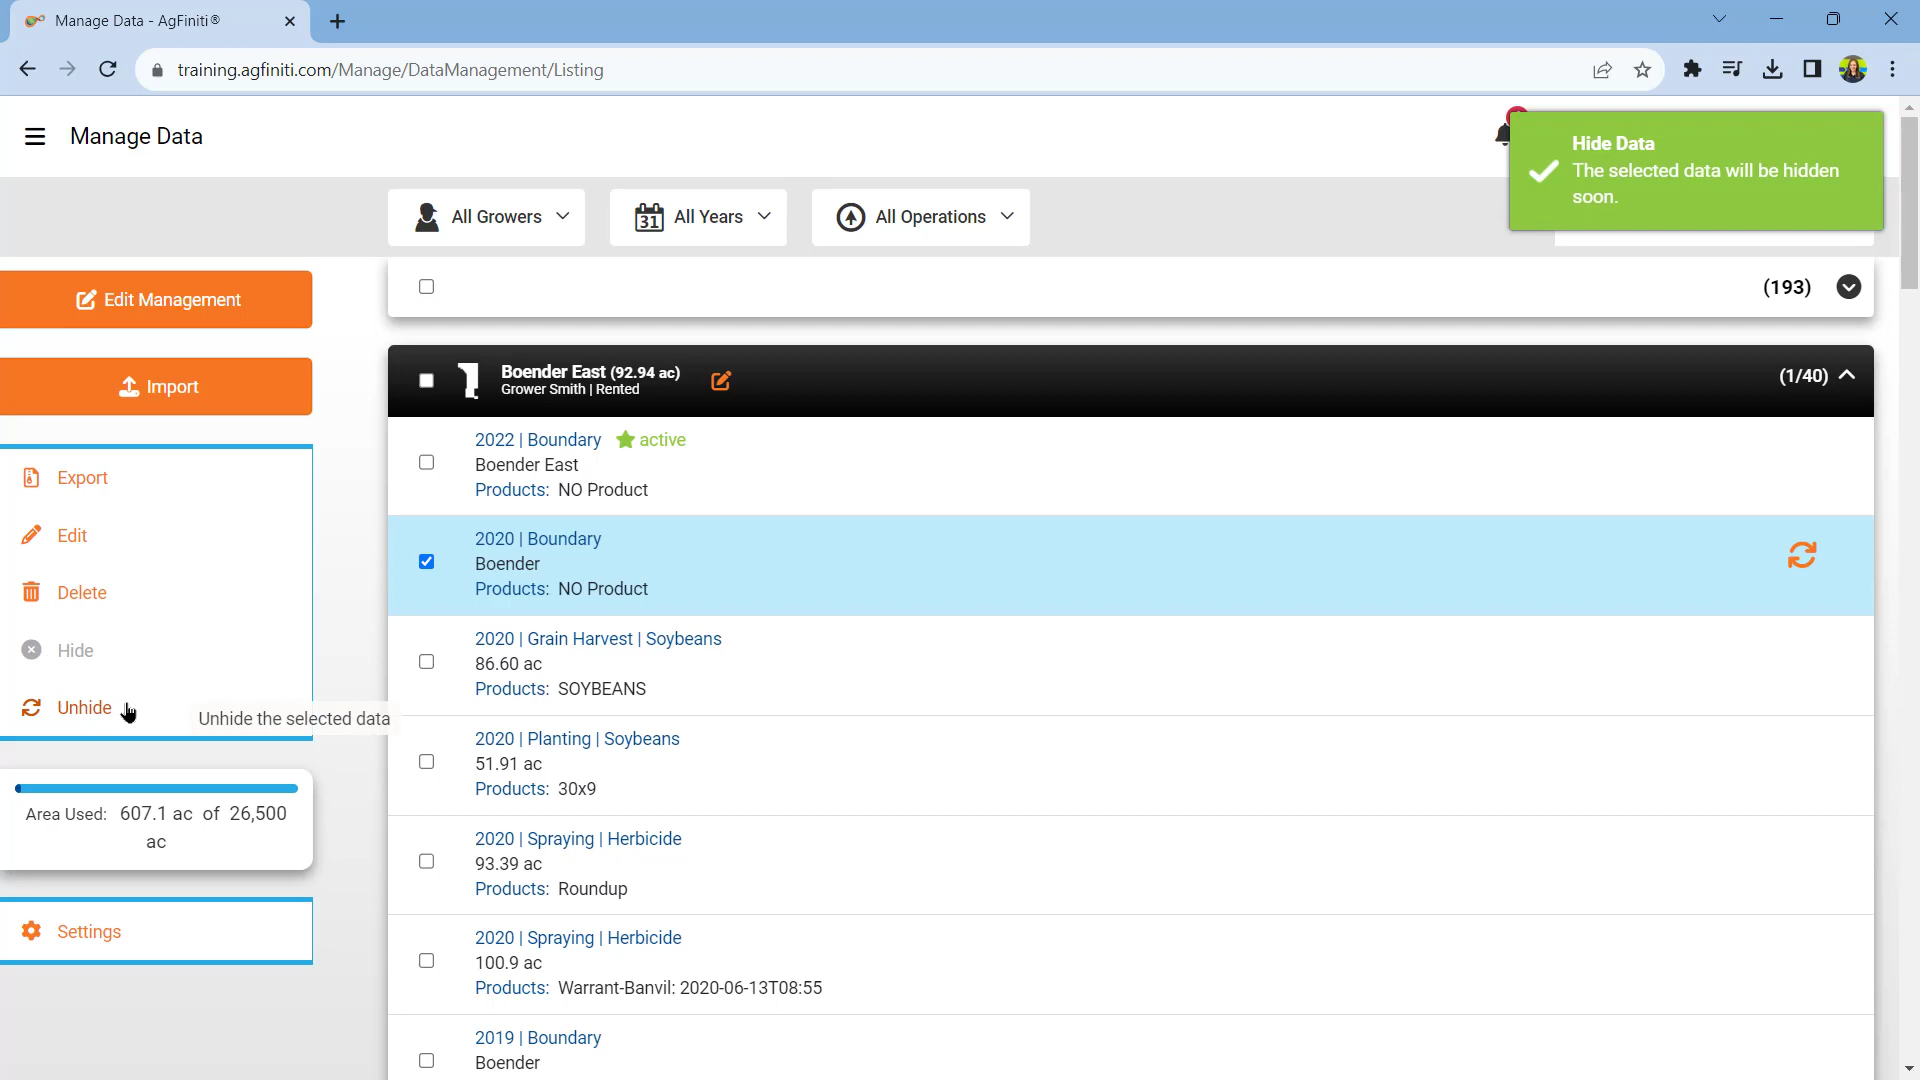 Manage Data - AgFiniti®
training.agfiniti.com/Manage/DataManagement/Listing
Manage Data
Hide Data
The selected data will be hidden
soon.
All Growers
31
All Years
All Operations
Edit Management
(193)
Import
Boender East (92.94 ac)
Grower Smith | Rented
(1/40)
2022 | Boundary active
Boender East
Products: NO Product
Export
Edit
Delete
Hide
Unhide
Unhide the selected data
2020 | Boundary
Boender
Products: NO Product
2020 | Grain Harvest | Soybeans
86.60 ac
Products: SOYBEANS
2020 | Planting | Soybeans
51.91 ac
Products: 30x9
Area Used: 607.1 ac of 26,500
ac
2020 | Spraying | Herbicide
93.39 ac
Products: Roundup
Settings
2020 | Spraying | Herbicide
100.9 ac
Products: Warrant-Banvil: 2020-06-13T08:55
2019 | Boundary
Boender